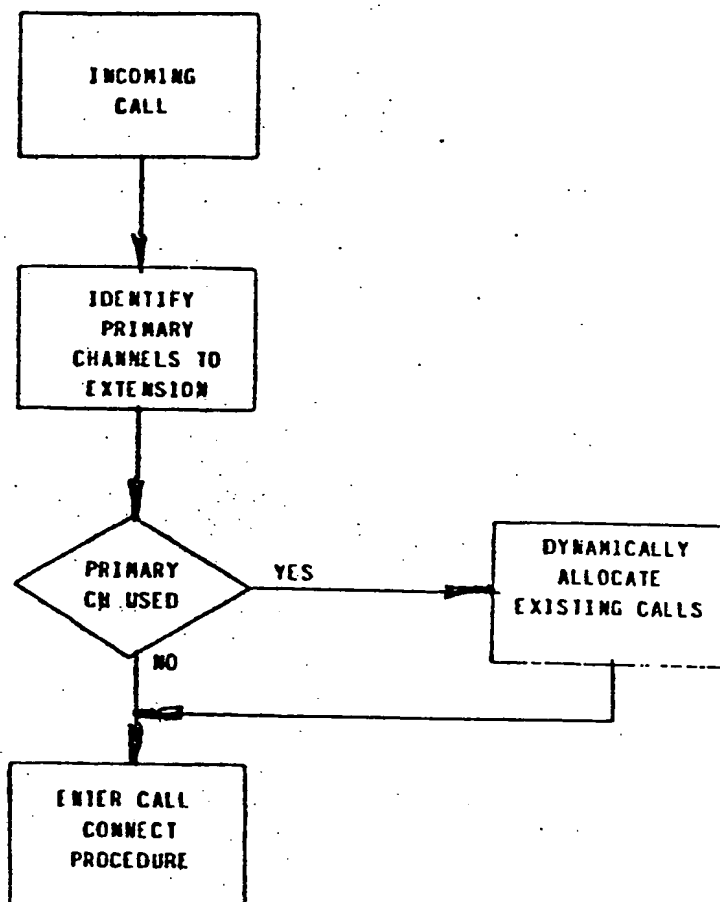 INCOMING
CALL
IDENTIFY
PRIMARY
CHANNELS TO
EXTENSION
PRIMARY
CH USED
YES
DYNAMICALLY
ALLOCATE
EXISTING CALLS
NO
ENTER CALL
CONNECT
PROCEDURE